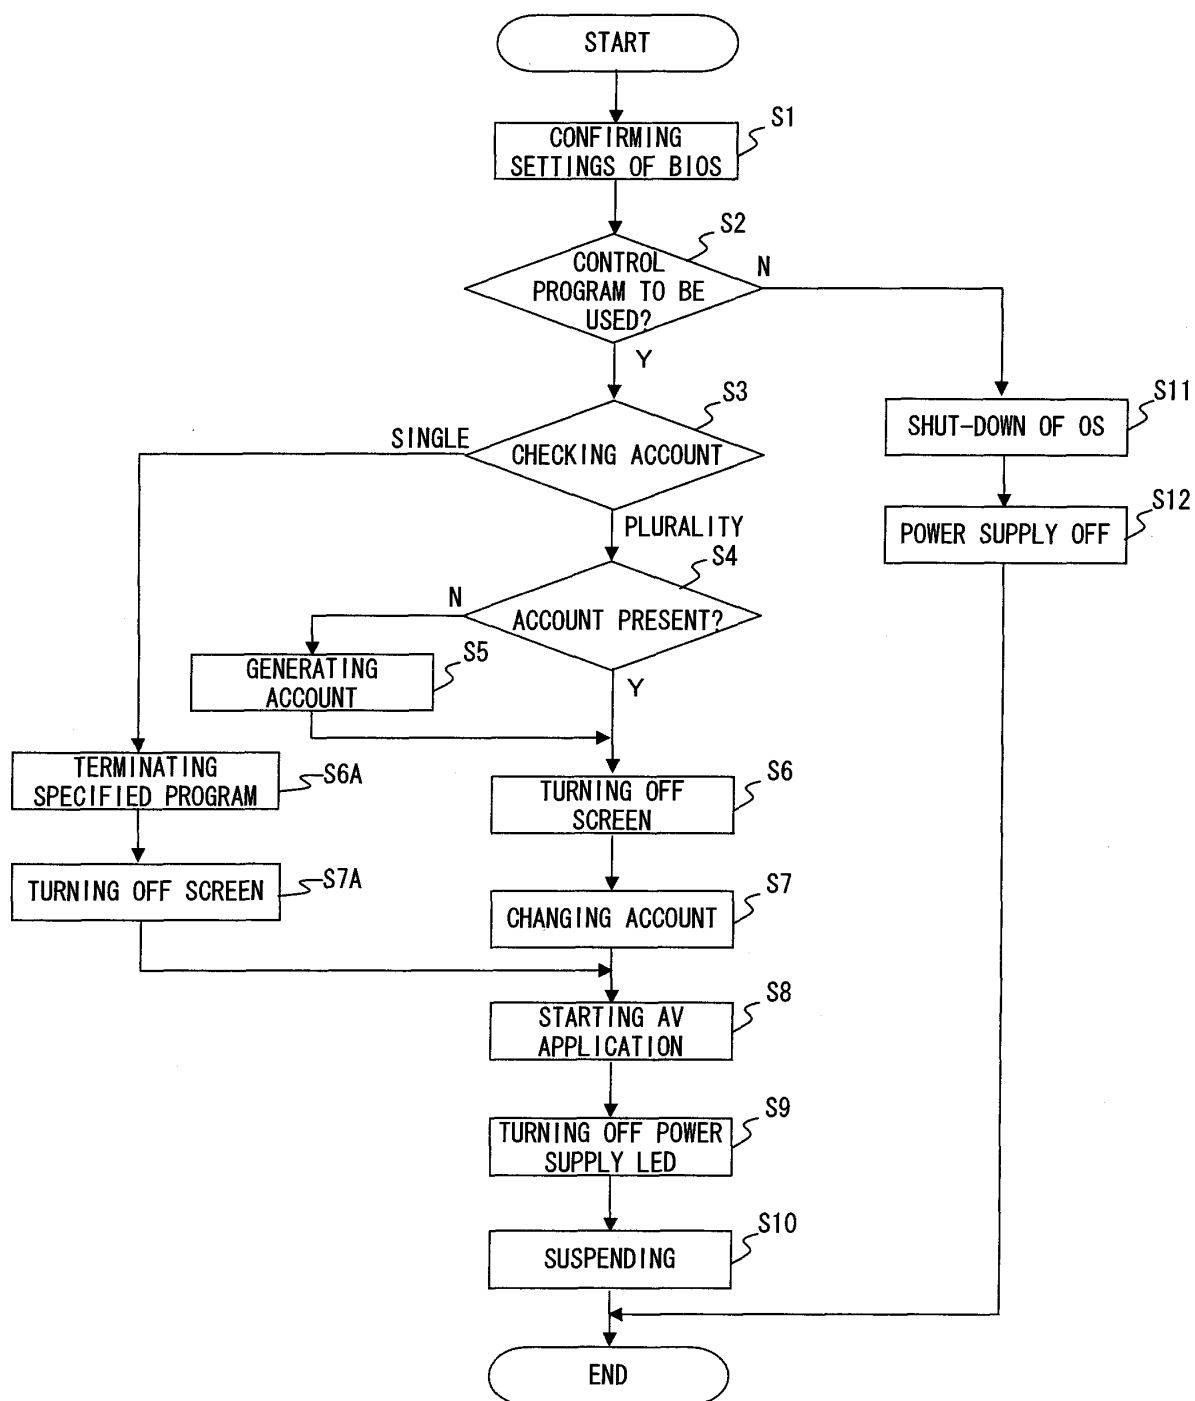 START
S1
CONFIRMING
SETTINGS OF BIOS
S2
CONTROL
PROGRAM TO BE
USED?
N
Y
S3
SINGLE
CHECKING ACCOUNT
S11
SHUT-DOWN OF OS
PLURALITY
S12
POWER SUPPLY OFF
S4
N
ACCOUNT PRESENT?
S5
GENERATING
ACCOUNT
Y
TERMINATING
SPECIFIED PROGRAM
S6A
S6
TURNING OFF
SCREEN
TURNING OFF SCREEN
S7A
S7
CHANGING ACCOUNT
S8
STARTING AV
APPLICATION
S9
TURNING OFF POWER
SUPPLY LED
S10
SUSPENDING
END